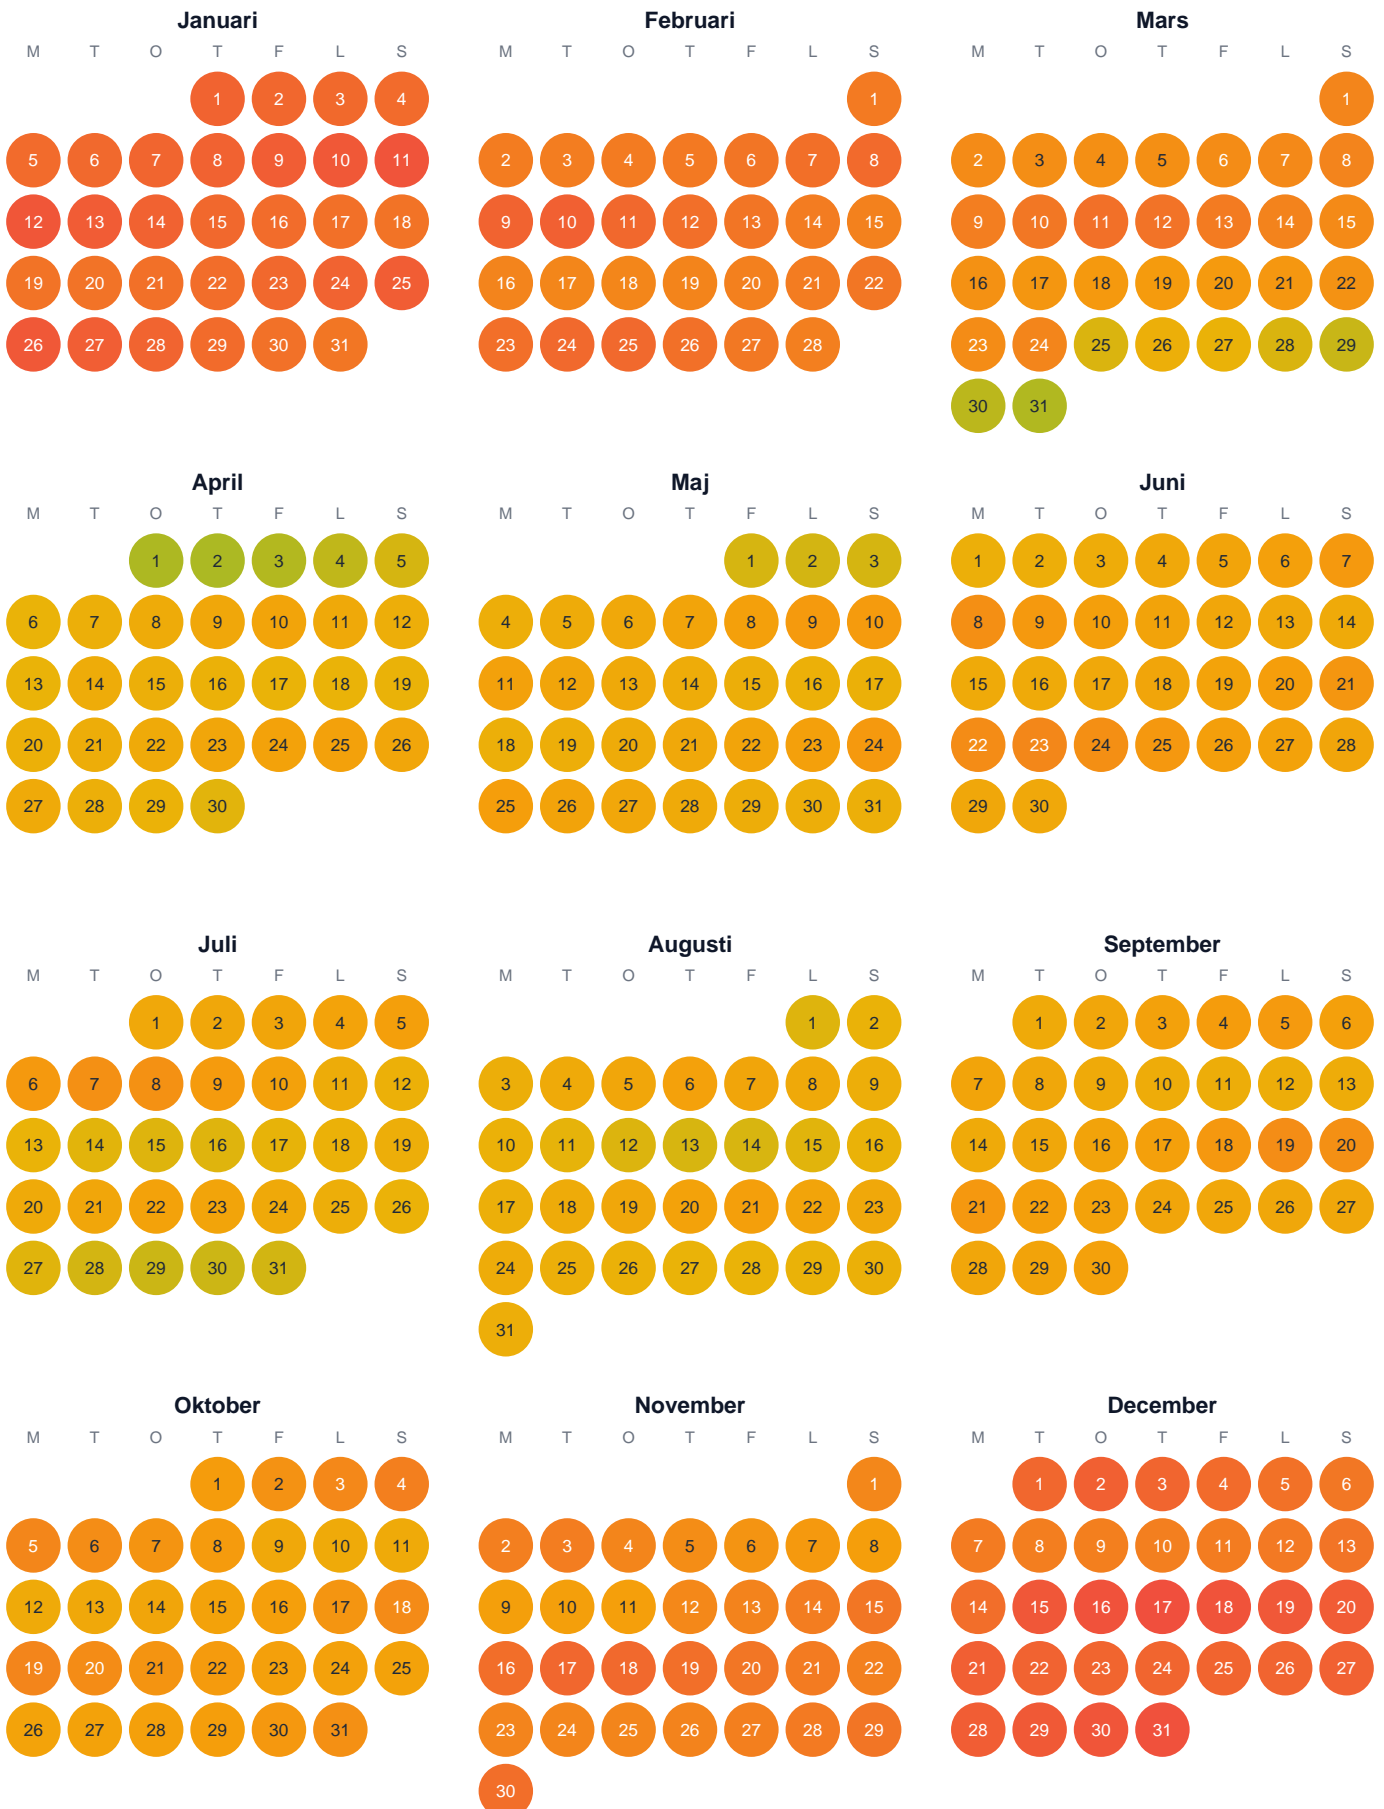 Januari Februari Mars
M T O T F L S M T O T F L S M T O T F L S
1 2 3 4 1 1
5 6 7 8 9 10 11 2 3 4 5 6 7 8 2 3 4 5 6 7 8
12 13 14 15 16 17 18 9 10 11 12 13 14 15 9 10 11 12 13 14 15
19 20 21 22 23 24 25 16 17 18 19 20 21 22 16 17 18 19 20 21 22
26 27 28 29 30 31 23 24 25 26 27 28 23 24 25 26 27 28 29
30 31
April Maj Juni
M T O T F L S M T O T F L S M T O T F L S
1 2 3 4 5 1 2 3 1 2 3 4 5 6 7
6 7 8 9 10 11 12 4 5 6 7 8 9 10 8 9 10 11 12 13 14
13 14 15 16 17 18 19 11 12 13 14 15 16 17 15 16 17 18 19 20 21
20 21 22 23 24 25 26 18 19 20 21 22 23 24 22 23 24 25 26 27 28
27 28 29 30 25 26 27 28 29 30 31 29 30
Juli Augusti September
M T O T F L S M T O T F L S M T O T F L S
1 2 3 4 5 1 2 1 2 3 4 5 6
6 7 8 9 10 11 12 3 4 5 6 7 8 9 7 8 9 10 11 12 13
13 14 15 16 17 18 19 10 11 12 13 14 15 16 14 15 16 17 18 19 20
20 21 22 23 24 25 26 17 18 19 20 21 22 23 21 22 23 24 25 26 27
27 28 29 30 31 24 25 26 27 28 29 30 28 29 30
31
Oktober November December
M T O T F L S M T O T F L S M T O T F L S
1 2 3 4 1 1 2 3 4 5 6
5 6 7 8 9 10 11 2 3 4 5 6 7 8 7 8 9 10 11 12 13
12 13 14 15 16 17 18 9 10 11 12 13 14 15 14 15 16 17 18 19 20
19 20 21 22 23 24 25 16 17 18 19 20 21 22 21 22 23 24 25 26 27
26 27 28 29 30 31 23 24 25 26 27 28 29 28 29 30 31
30